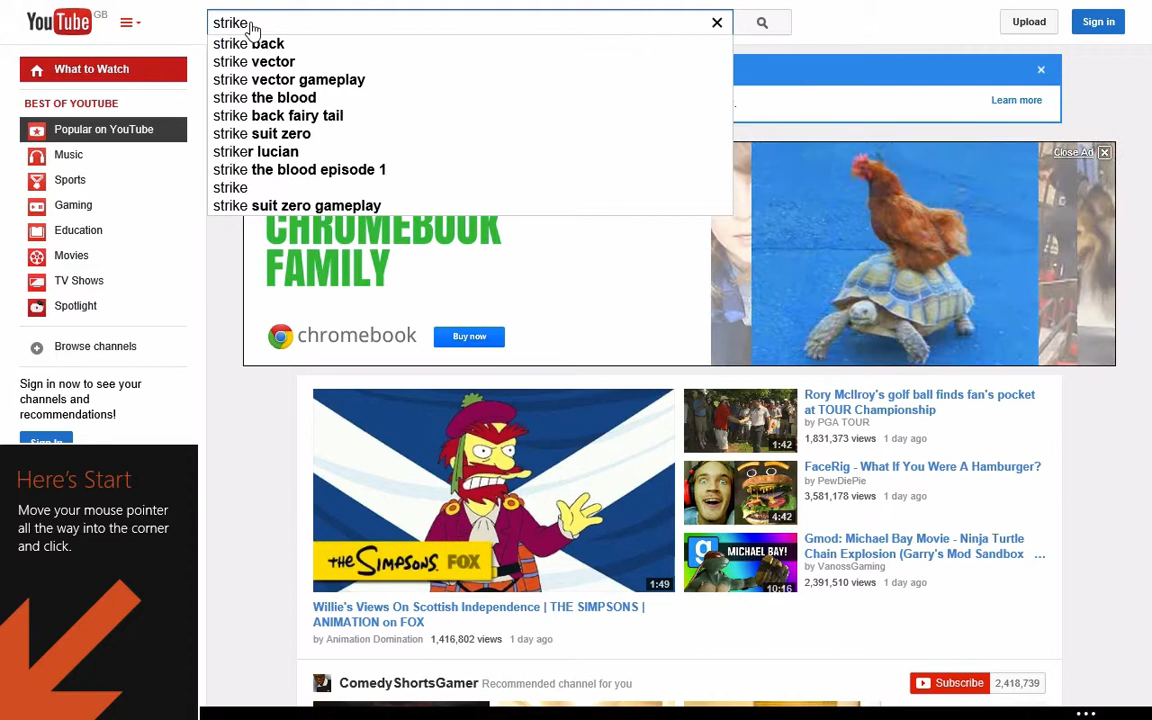 YouTube GB
strike
Upload
Sign in
strike back
strike vector
strike vector gameplay
strike the blood
strike back fairy tail
strike suit zero
striker lucian
strike the blood episode 1
strike
strike suit zero gameplay
What to Watch
BEST OF YOUTUBE
Popular on YouTube
Music
Sports
Gaming
Education
Movies
TV Shows
Spotlight
Browse channels
Sign in now to see your
channels and
recommendations!
Sign In
Here's Start
Move your mouse pointer
all the way into the corner
and click.
Learn more
Close Ad
CHROMEBOOK
FAMILY
chromebook
Buy now
THE SIMPSONS FOX
1:49
Willie's Views On Scottish Independence | THE SIMPSONS |
ANIMATION on FOX
by Animation Domination 1,416,802 views 1 day ago
1:42
Rory McIlroy's golf ball finds fan's pocket
at TOUR Championship
by PGA TOUR
1,831,373 views 1 day ago
4:42
FaceRig - What If You Were A Hamburger?
by PewDiePie
3,581,178 views 1 day ago
MICHAEL BAY!
10:16
Gmod: Michael Bay Movie - Ninja Turtle
Chain Explosion (Garry's Mod Sandbox ...
by VanossGaming
2,391,510 views 1 day ago
ComedyShortsGamer Recommended channel for you
Subscribe 2,418,739